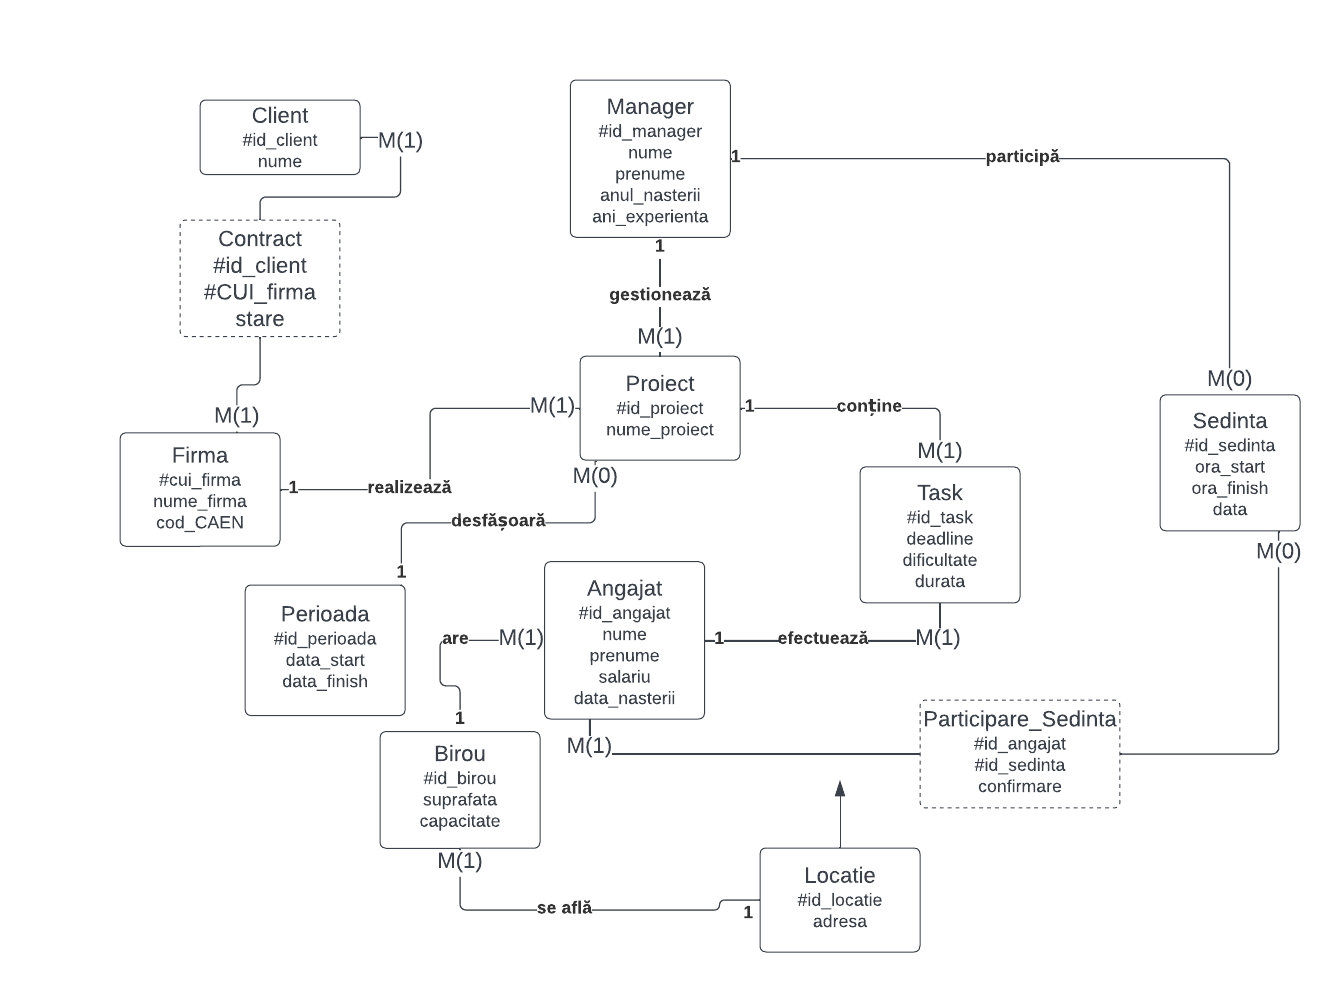 Client
#id_client
nume
M(1)
Contract
#id_client
#CUI_firma
stare
M(1)
Firma
#cui_firma
nume_firma
cod_CAEN
1
realizează
M(1)
Manager
#id_manager
nume
prenume
anul_nasterii
ani_experienta
1
participă
M(0)
1
gestionează
M(1)
Proiect
#id_proiect
nume_proiect
1
conține
M(1)
M(0)
desfășoară
1
Perioada
#id_perioada
data_start
data_finish
Task
#id_task
deadline
dificultate
durata
M(1)
efectuează
1
Sedinta
#id_sedinta
ora_start
ora_finish
data
M(0)
Angajat
#id_angajat
nume
prenume
salariu
data_nasterii
M(1)
are
1
M(1)
Participare_Sedinta
#id_angajat
#id_sedinta
confirmare
Birou
#id_birou
suprafata
capacitate
M(1)
se află
1
Locatie
#id_locatie
adresa